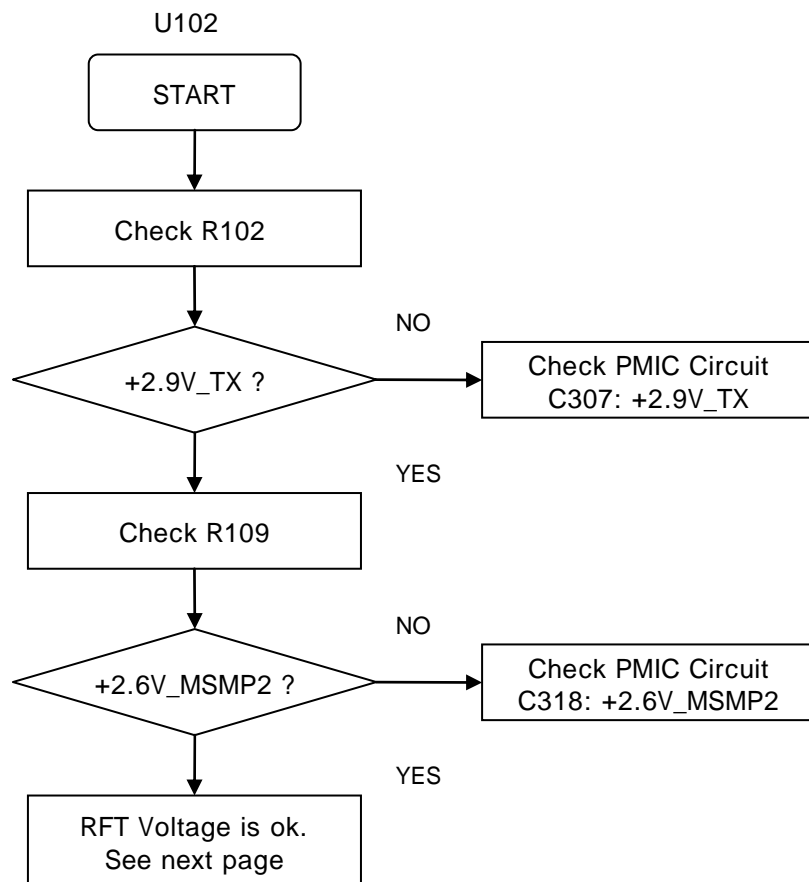 U102
START
Check R102
NO
+2.9V_TX ?
Check PMIC Circuit
C307: +2.9V_TX
YES
Check R109
NO
+2.6V_MSMP2 ?
Check PMIC Circuit
C318: +2.6V_MSMP2
YES
RFT Voltage is ok.
See next page